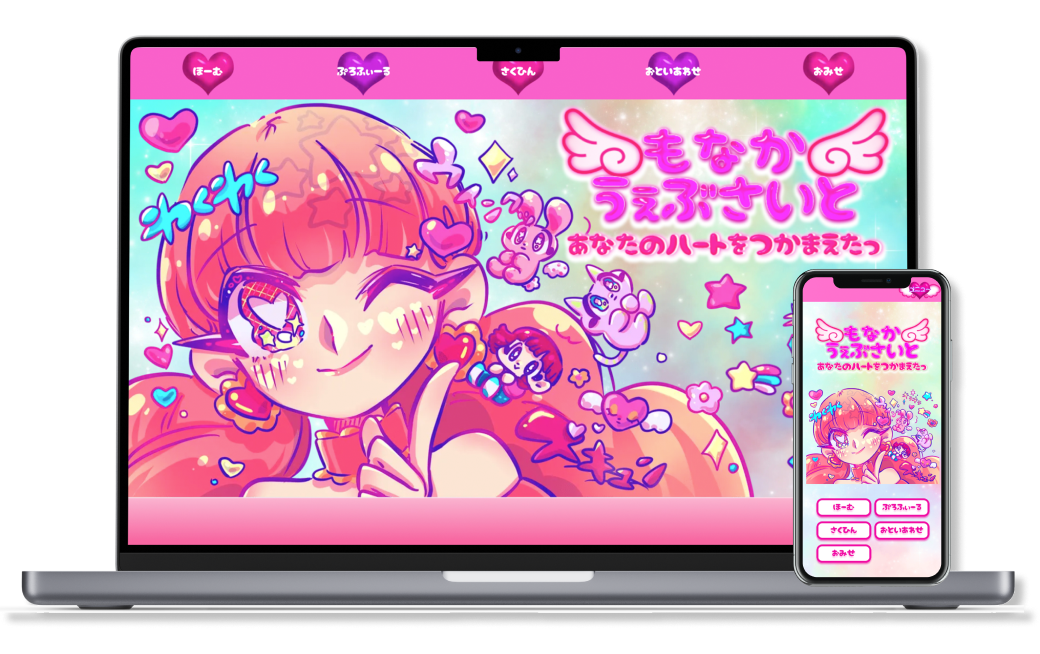 ほーむ
ぷろふぃーる
さくひん
おといあわせ
おみせ
わくわく
もなか
うぇぶさいと
あなたのハートをつかまえたっ
メニュー
もなか
うぇぶさいと
あなたのハートをつかまえたっ
わくわく
ほーむ
ぷろふぃーる
さくひん
おといあわせ
おみせ